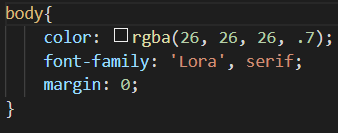 body{
    color: rgba(26, 26, 26, .7);
    font-family: 'Lora', serif;
    margin: 0;
}